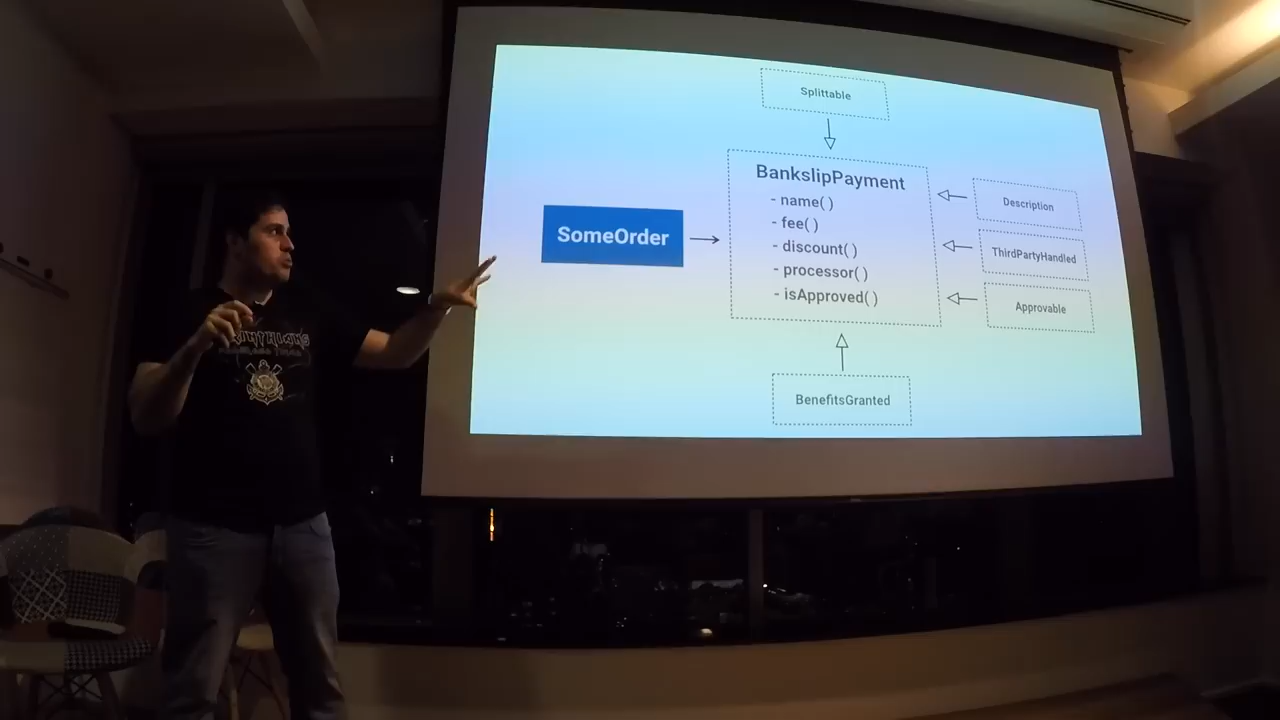 Splittable
BankslipPayment
- name( )
- fee( )
- discount( )
- processor( )
- isApproved( )
SomeOrder
Description
ThirdPartyHandled
Approvable
BenefitsGranted